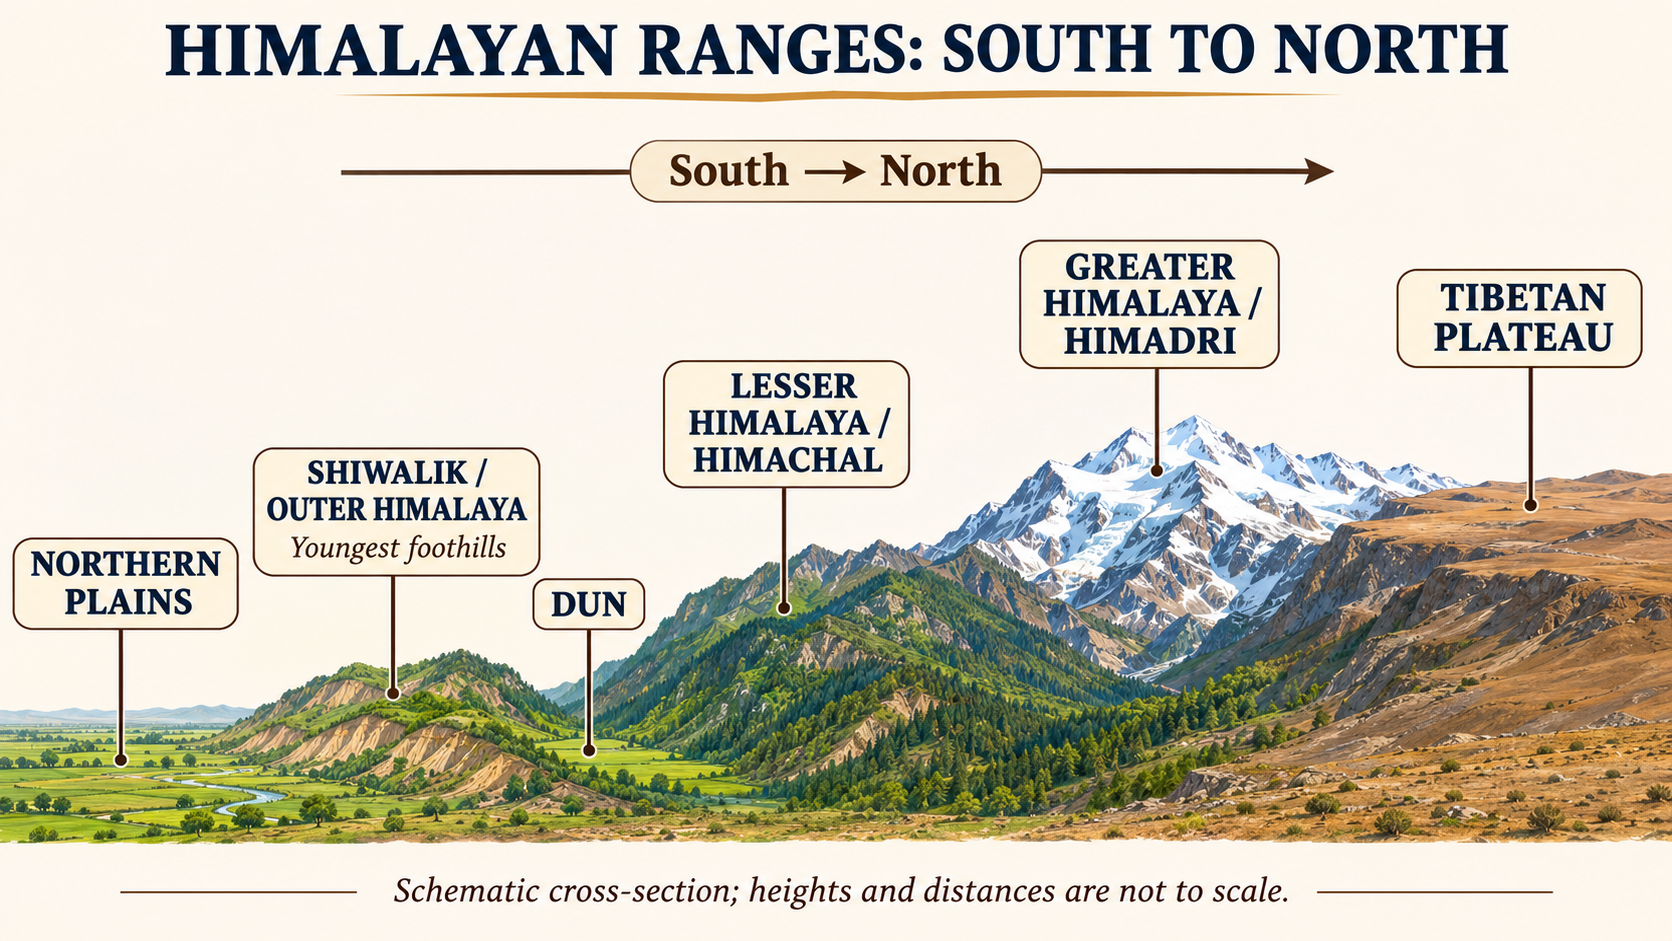 HIMALAYAN RANGES: SOUTH TO NORTH
South → North
GREATER
HIMALAYA /
HIMADRI
TIBETAN
PLATEAU
LESSER
HIMALAYA /
HIMACHAL
SHIWALIK /
OUTER HIMALAYA
Youngest foothills
NORTHERN
PLAINS
DUN
Schematic cross-section; heights and distances are not to scale.